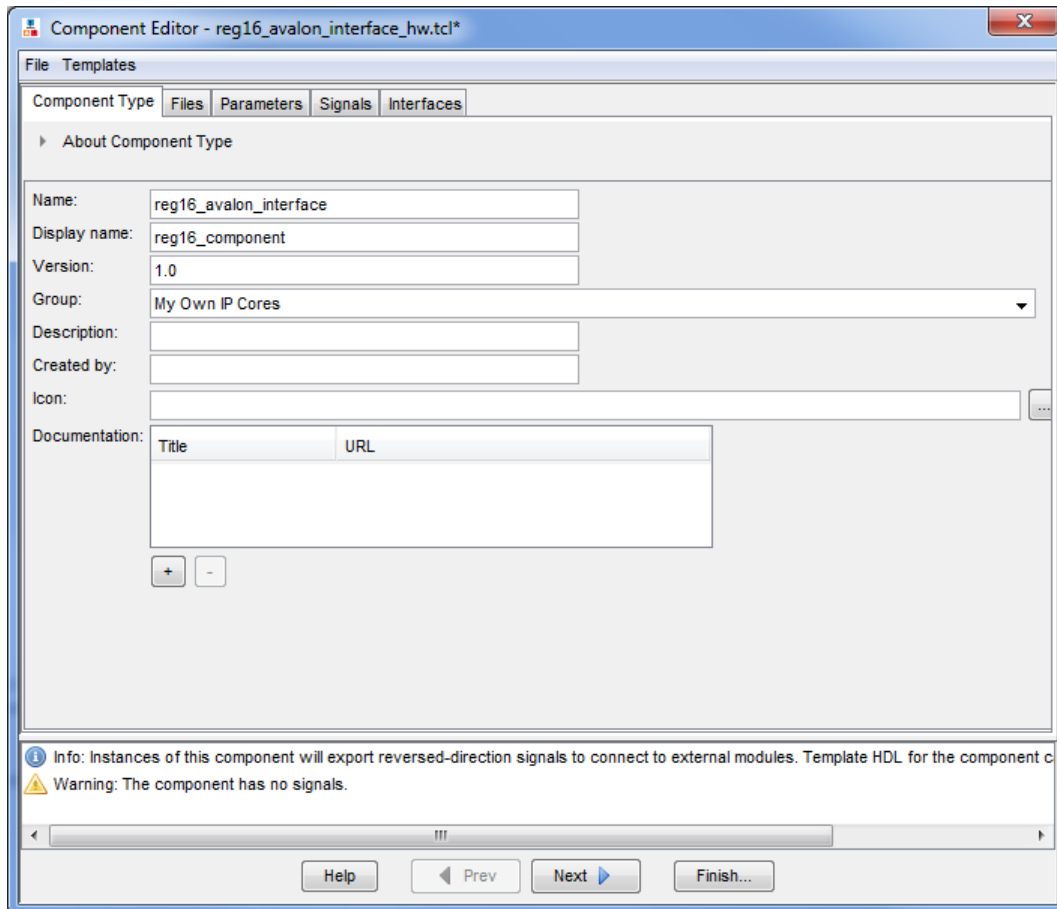 Component Editor - reg16_avalon_interface_hw.tcl*
File Templates
Component Type Files Parameters Signals Interfaces
About Component Type
Name: reg16_avalon_interface
Display name: reg16_component
Version: 1.0
Group: My Own IP Cores
Description:
Created by:
Icon: ...
Documentation: Title URL
+ -
Info: Instances of this component will export reversed-direction signals to connect to external modules. Template HDL for the component c
Warning: The component has no signals.
Help Prev Next Finish...